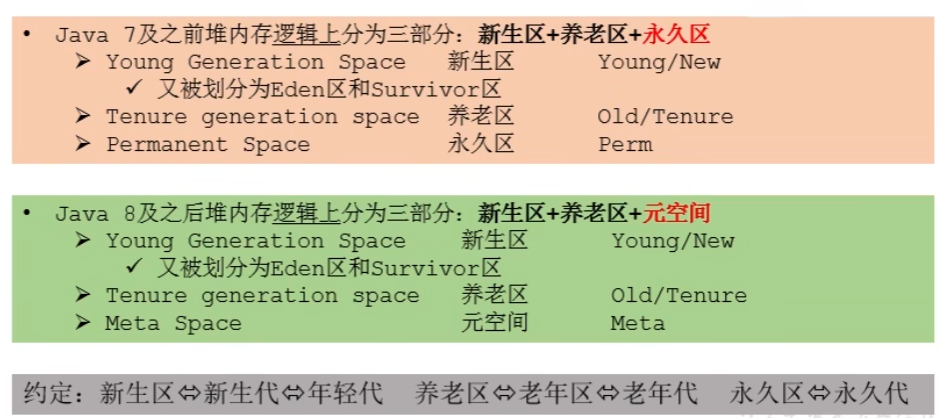 • Java 7及之前堆内存逻辑上分为三部分：新生区+养老区+永久区
➢ Young Generation Space 新生区 Young/New
✓ 又被划分为Eden区和Survivor区
➢ Tenure generation space 养老区 Old/Tenure
➢ Permanent Space 永久区 Perm
• Java 8及之后堆内存逻辑上分为三部分：新生区+养老区+元空间
➢ Young Generation Space 新生区 Young/New
✓ 又被划分为Eden区和Survivor区
➢ Tenure generation space 养老区 Old/Tenure
➢ Meta Space 元空间 Meta
约定：新生区⇔新生代⇔年轻代 养老区⇔老年区⇔老年代 永久区⇔永久代